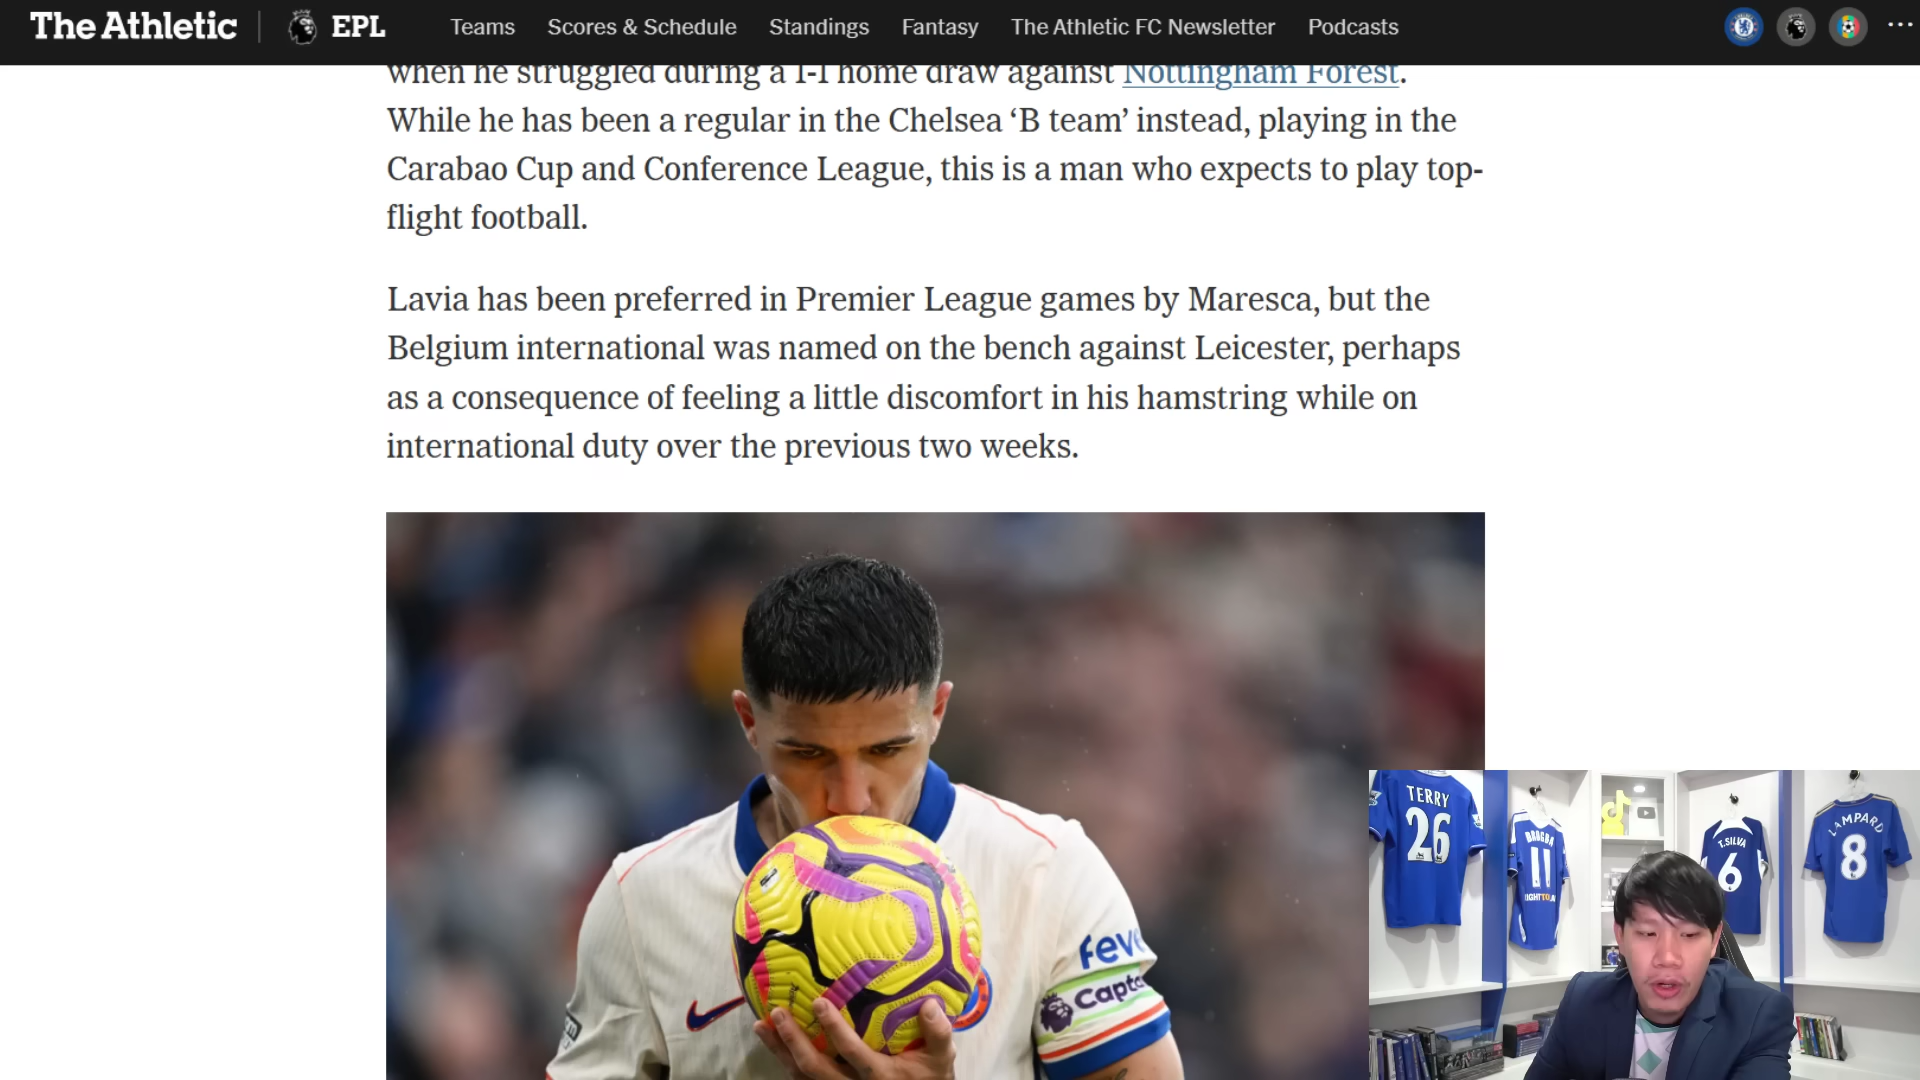 The Athletic
EPL
Teams
Scores & Schedule
Standings
Fantasy
The Athletic FC Newsletter
Podcasts
when he struggled during a 1-1 home draw against Nottingham Forest.
While he has been a regular in the Chelsea ‘B team’ instead, playing in the
Carabao Cup and Conference League, this is a man who expects to play top-
flight football.
Lavia has been preferred in Premier League games by Maresca, but the
Belgium international was named on the bench against Leicester, perhaps
as a consequence of feeling a little discomfort in his hamstring while on
international duty over the previous two weeks.
feve
Capta
TERRY
26
DROGBA
11
T.SILVA
6
LAMPARD
8